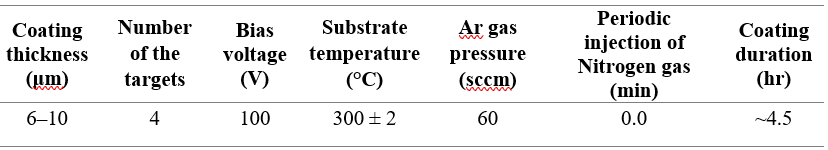 Coating thickness (µm) Number of the targets Bias voltage (V) Substrate temperature (°C) Ar gas pressure (sccm) Periodic injection of Nitrogen gas (min) Coating duration (hr)
6–10 4 100 300 ± 2 60 0.0 ~4.5